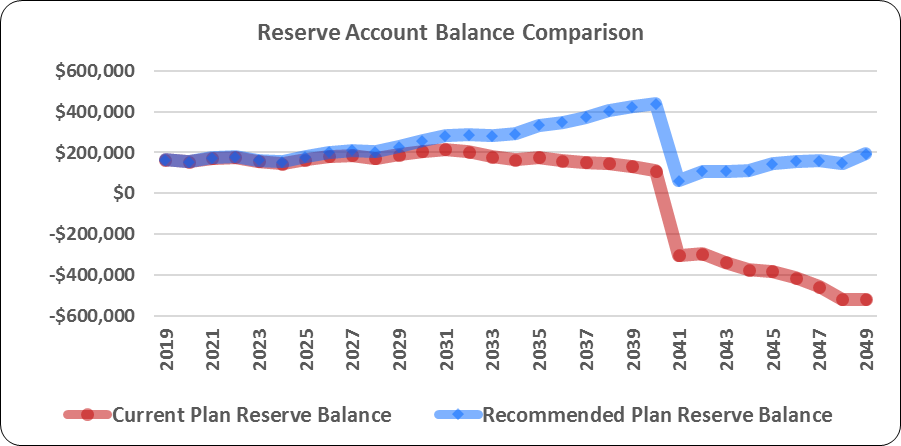 Reserve Account Balance Comparison
$600,000
$400,000
$200,000
$0
-$200,000
-$400,000
-$600,000
2019 2021 2023 2025 2027 2029 2031 2033 2035 2037 2039 2041 2043 2045 2047 2049
Current Plan Reserve Balance Recommended Plan Reserve Balance